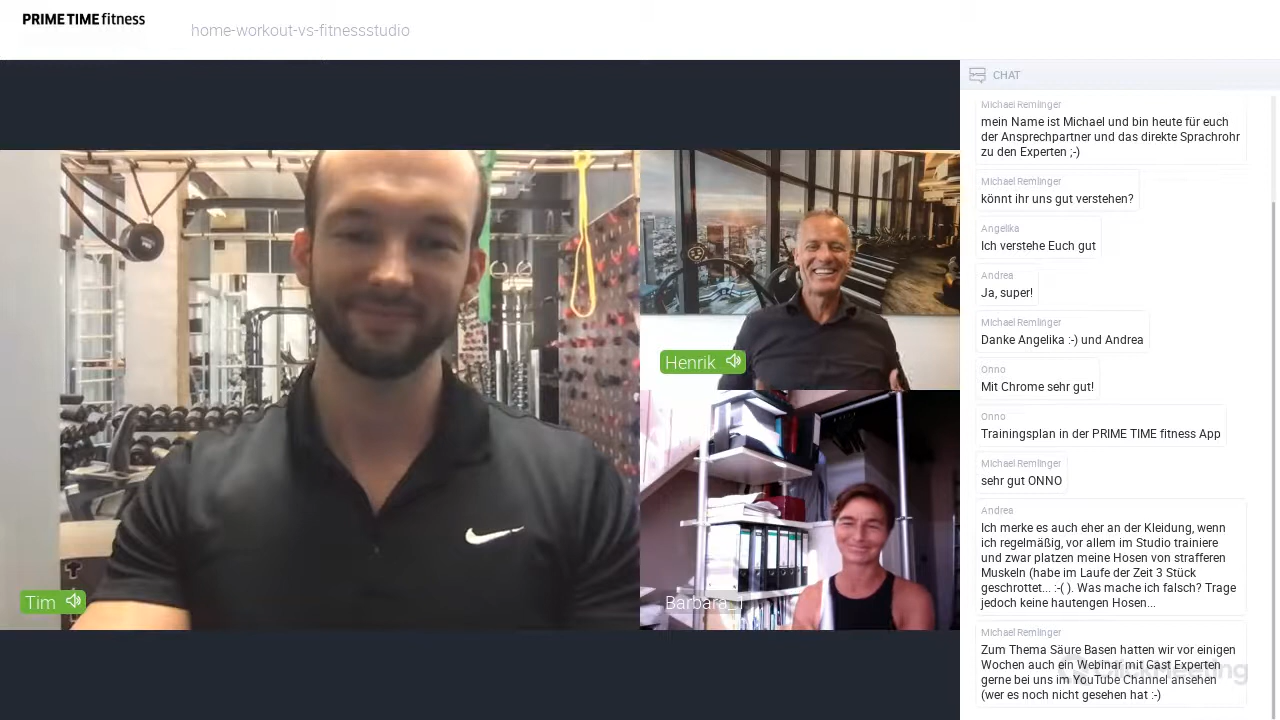 PRIME TIME fitness
home-workout-vs-fitnessstudio
CHAT
Michael Remlinger
mein Name ist Michael und bin heute für euch
der Ansprechpartner und das direkte Sprachrohr
zu den Experten ;-)
Michael Remlinger
könnt ihr uns gut verstehen?
Angelika
Ich verstehe Euch gut
Andrea
Ja, super!
Michael Remlinger
Danke Angelika :-) und Andrea
Onno
Mit Chrome sehr gut!
Onno
Trainingsplan in der PRIME TIME fitness App
Michael Remlinger
sehr gut ONNO
Andrea
Ich merke es auch eher an der Kleidung, wenn
ich regelmäßig, vor allem im Studio trainiere
und zwar platzen meine Hosen von strafferen
Muskeln (habe im Laufe der Zeit 3 Stück
geschrottet... :-( ). Was mache ich falsch? Trage
jedoch keine hautengen Hosen...
Michael Remlinger
Zum Thema Säure Basen hatten wir vor einigen
Wochen auch ein Webinar mit Gast Experten
gerne bei uns im YouTube Channel ansehen
(wer es noch nicht gesehen hat :-)
Henrik
Tim
Barbara_1